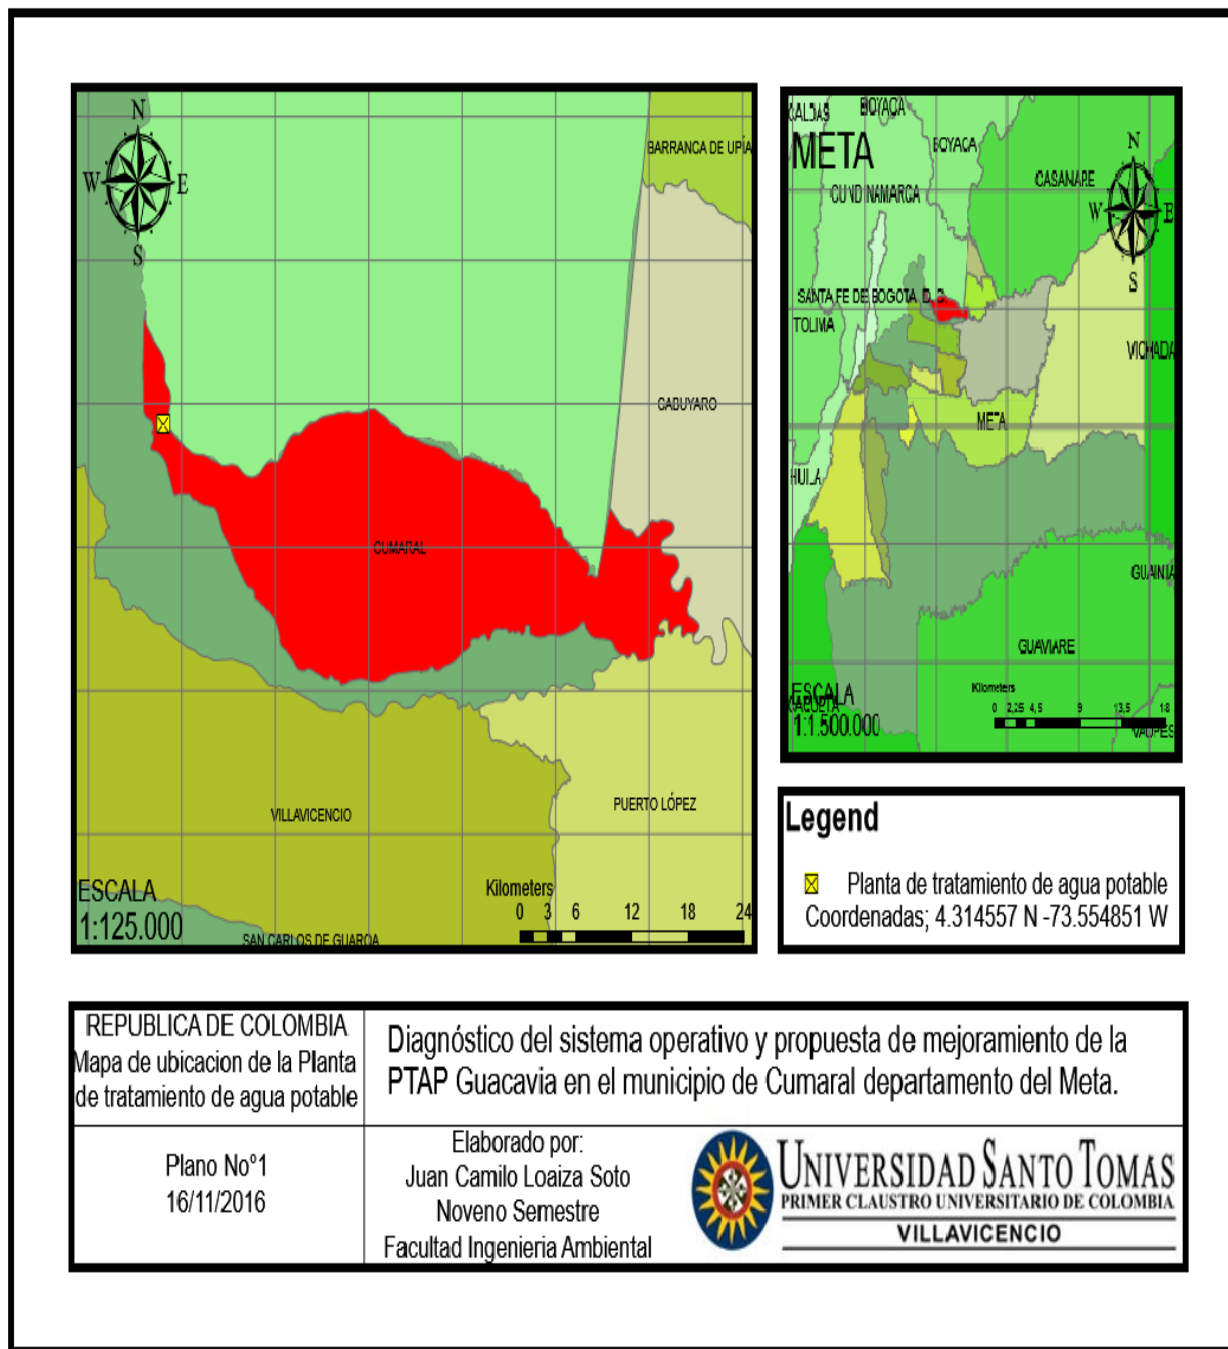 N
W E
S
BARRANCA DE UPÍA
CABUYARO
CUMARAL
VILLAVICENCIO
PUERTO LÓPEZ
SAN CARLOS DE GUAROA
ESCALA
1:125.000
Kilometers
0 3 6 12 18 24
CALDAS
BOYACA
BOYACA
META
CASANARE
N
W E
S
CUNDINAMARCA
SANTA FE DE BOGOTA D.
TOLIMA
VICHADA
META
HUILA
GUAINIA
GUAVIARE
ESCALA
CAQUETA
1:1.500.000
Kilometers
0 2,25 4,5 9 13,5 18
VAUPES
Legend
Planta de tratamiento de agua potable
Coordenadas; 4.314557 N -73.554851 W
REPUBLICA DE COLOMBIA
Mapa de ubicacion de la Planta
de tratamiento de agua potable
Diagnóstico del sistema operativo y propuesta de mejoramiento de la
PTAP Guacavia en el municipio de Cumaral departamento del Meta.
Plano No°1
16/11/2016
Elaborado por:
Juan Camilo Loaiza Soto
Noveno Semestre
Facultad Ingenieria Ambiental
UNIVERSIDAD SANTO TOMAS
PRIMER CLAUSTRO UNIVERSITARIO DE COLOMBIA
VILLAVICENCIO